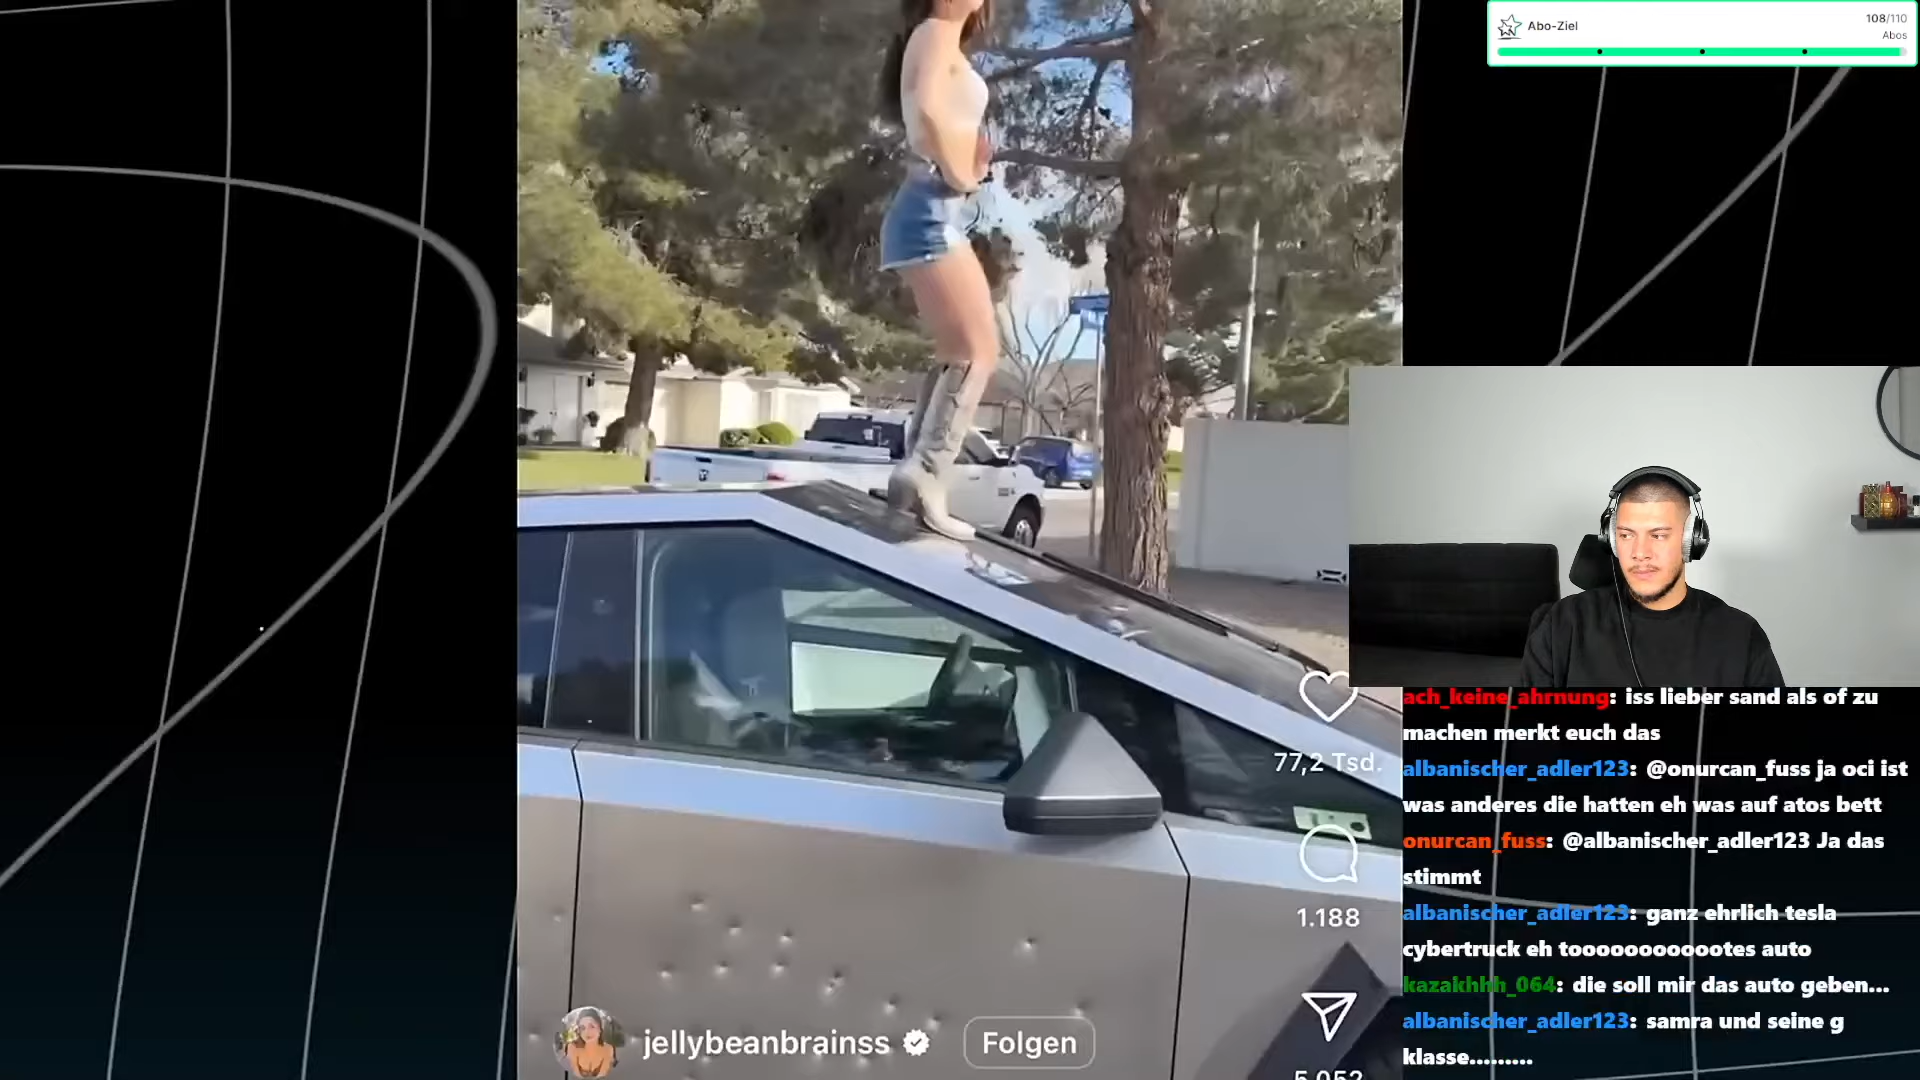 Abo-Ziel
108/110
Abos
77,2 Tsd.
1.188
jellybeanbrainss
Folgen
5.052
ach_keine_ahrnung: iss lieber sand als of zu
machen merkt euch das
albanischer_adler123: @onurcan_fuss ja oci ist
was anderes die hatten eh was auf atos bett
onurcan_fuss: @albanischer_adler123 Ja das
stimmt
albanischer_adler123: ganz ehrlich tesla
cybertruck eh tooooooooootes auto
kazakhhh_064: die soll mir das auto geben...
albanischer_adler123: samra und seine g
klasse.........